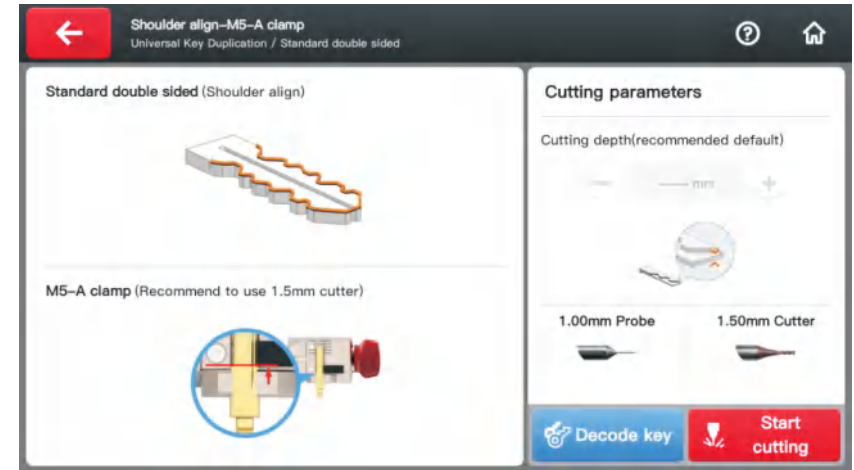 Shoulder align–M5–A clamp
Universal Key Duplication / Standard double sided
Standard double sided (Shoulder align)
M5–A clamp (Recommend to use 1.5mm cutter)
Cutting parameters
Cutting depth(recommended default)
— —— mm +
1.00mm Probe 1.50mm Cutter
Decode key
Start
cutting